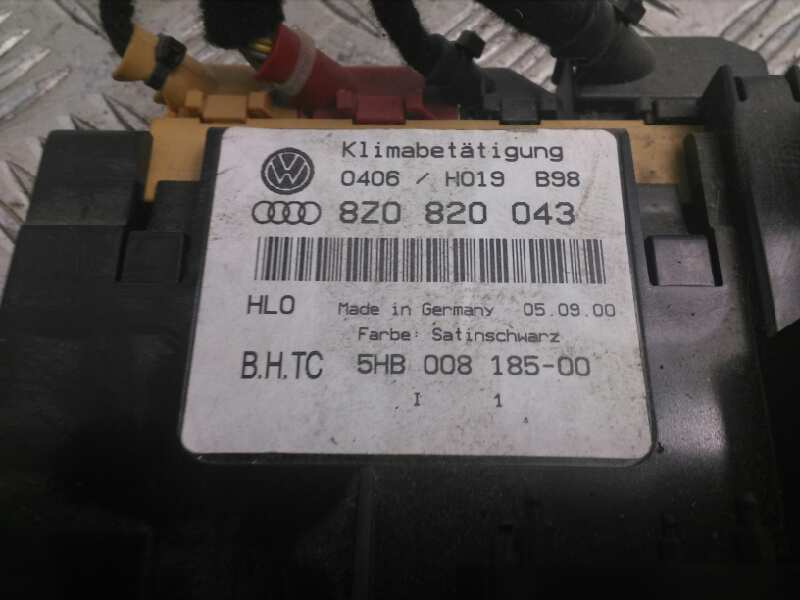 Klimabetätigung
0406 / H019 B98
8Z0 820 043
HLO Made in Germany 05.09.00
Farbe: Satinschwarz
B.H.TC 5HB 008 185-00
I 1